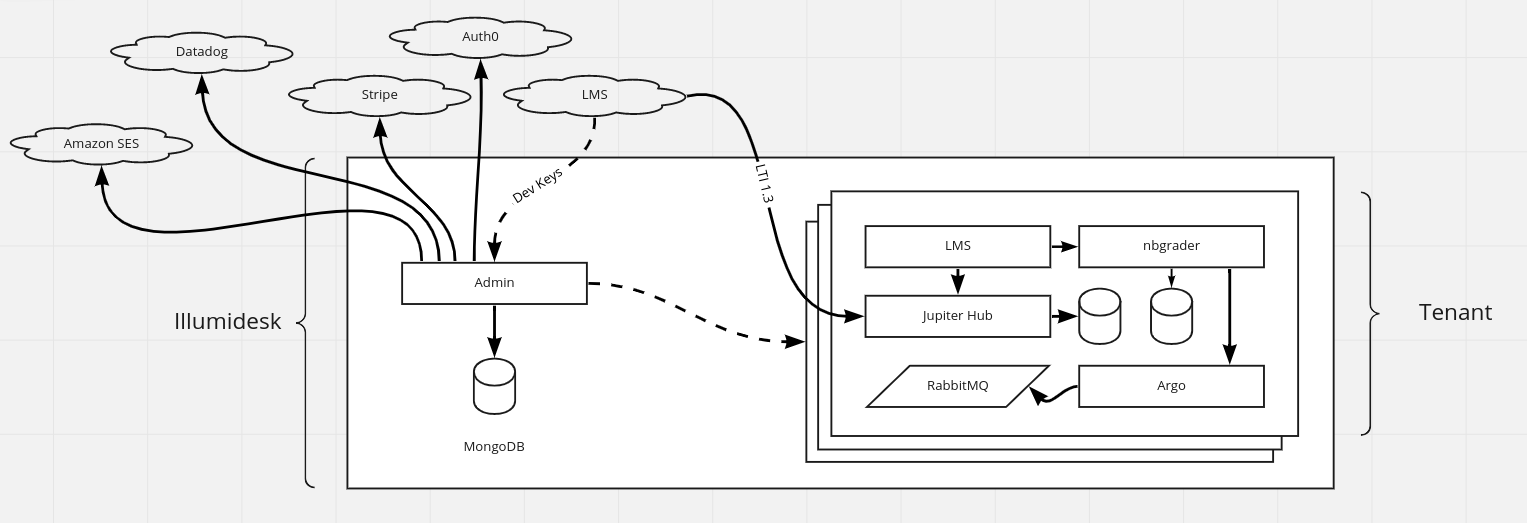 Auth0
Datadog
Stripe
LMS
Amazon SES
Dev Keys
LTI 1.3
LMS
nbgrader
Admin
Illumidesk
Jupiter Hub
Tenant
RabbitMQ
Argo
MongoDB